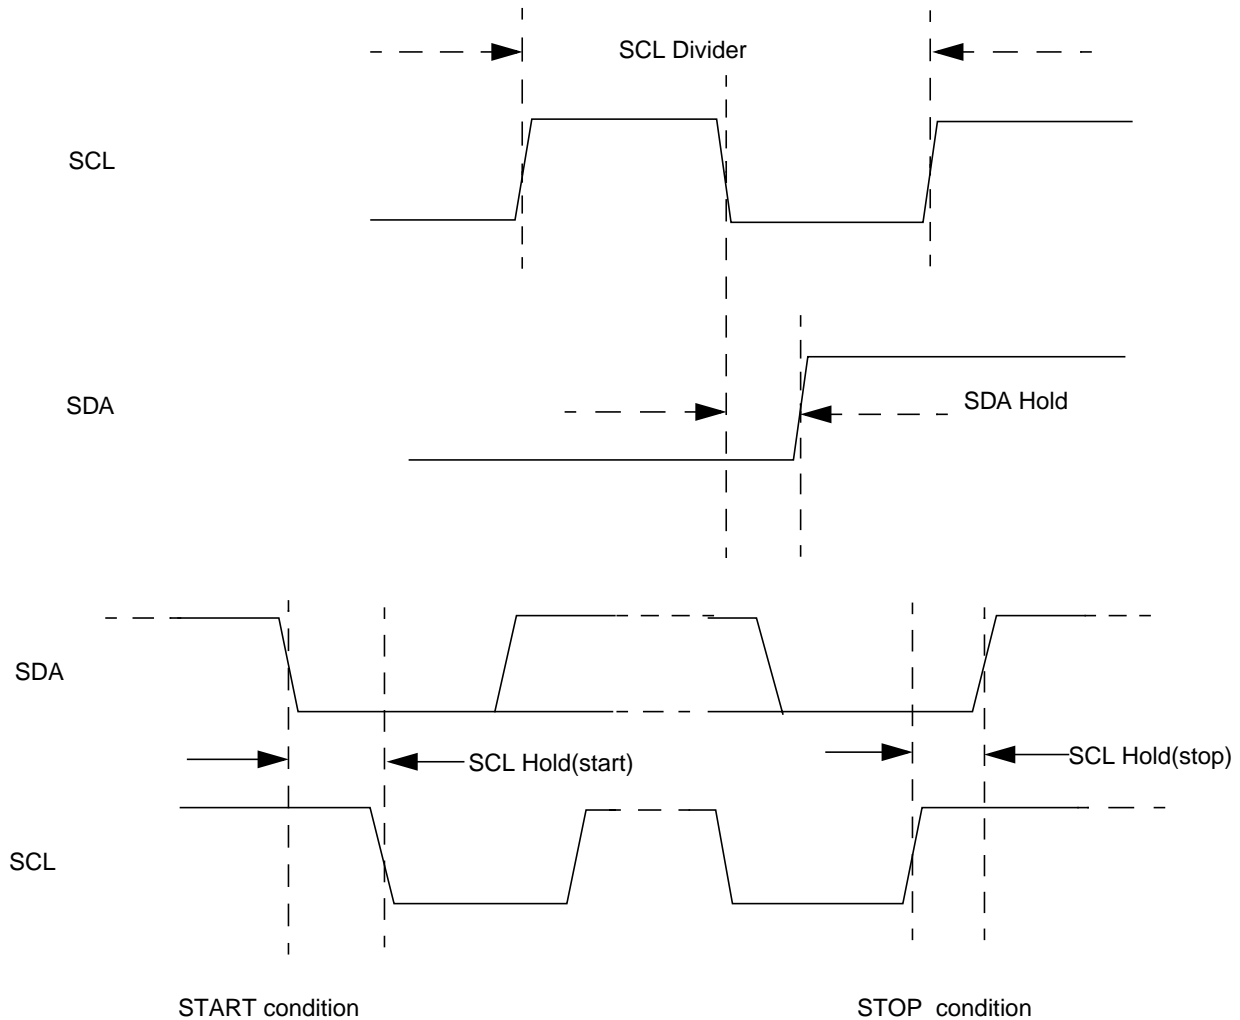 SCL Divider
SCL
SDA
SDA Hold
SDA
SCL Hold(start)
SCL Hold(stop)
SCL
START condition
STOP condition